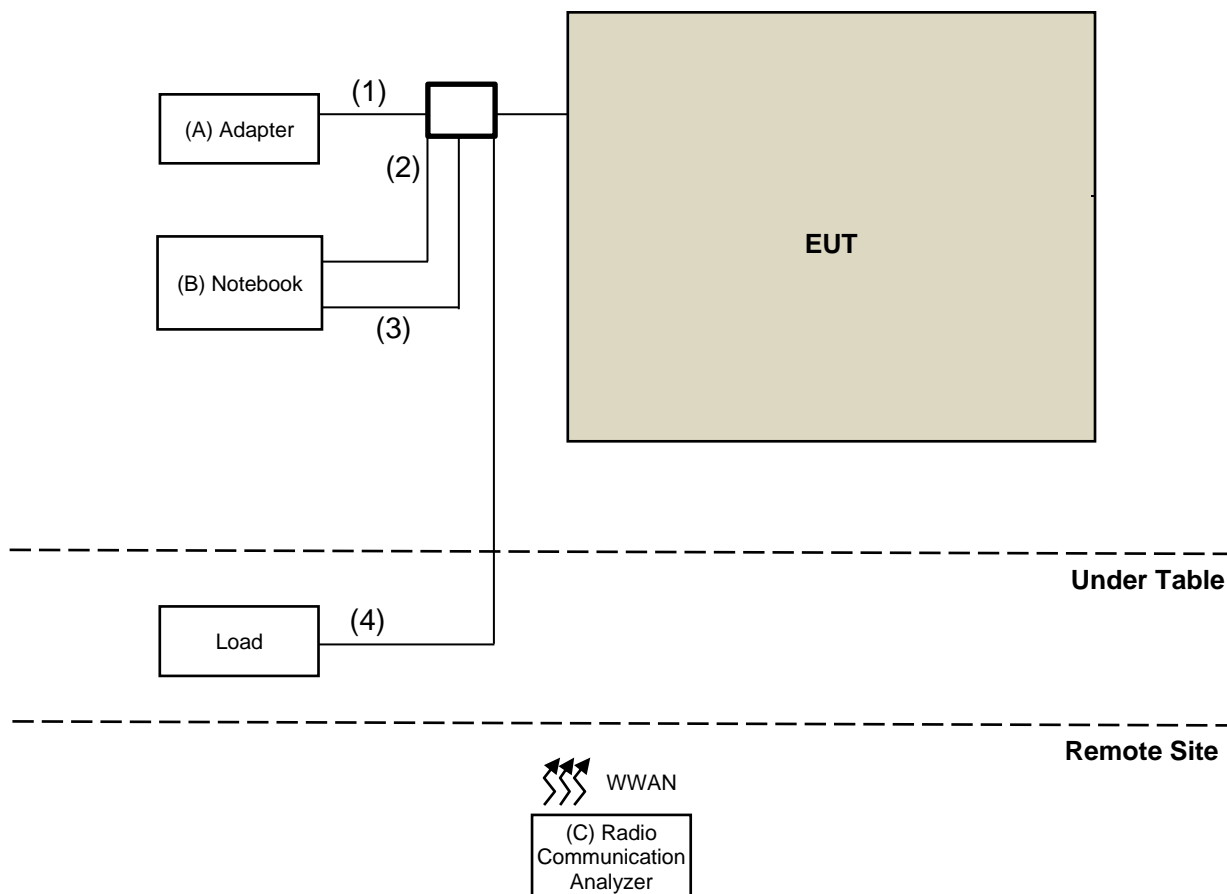 (1)
(A) Adapter
(2)
EUT
(B) Notebook
(3)
Under Table
(4)
Load
Remote Site
WWAN
(C) Radio
Communication
Analyzer